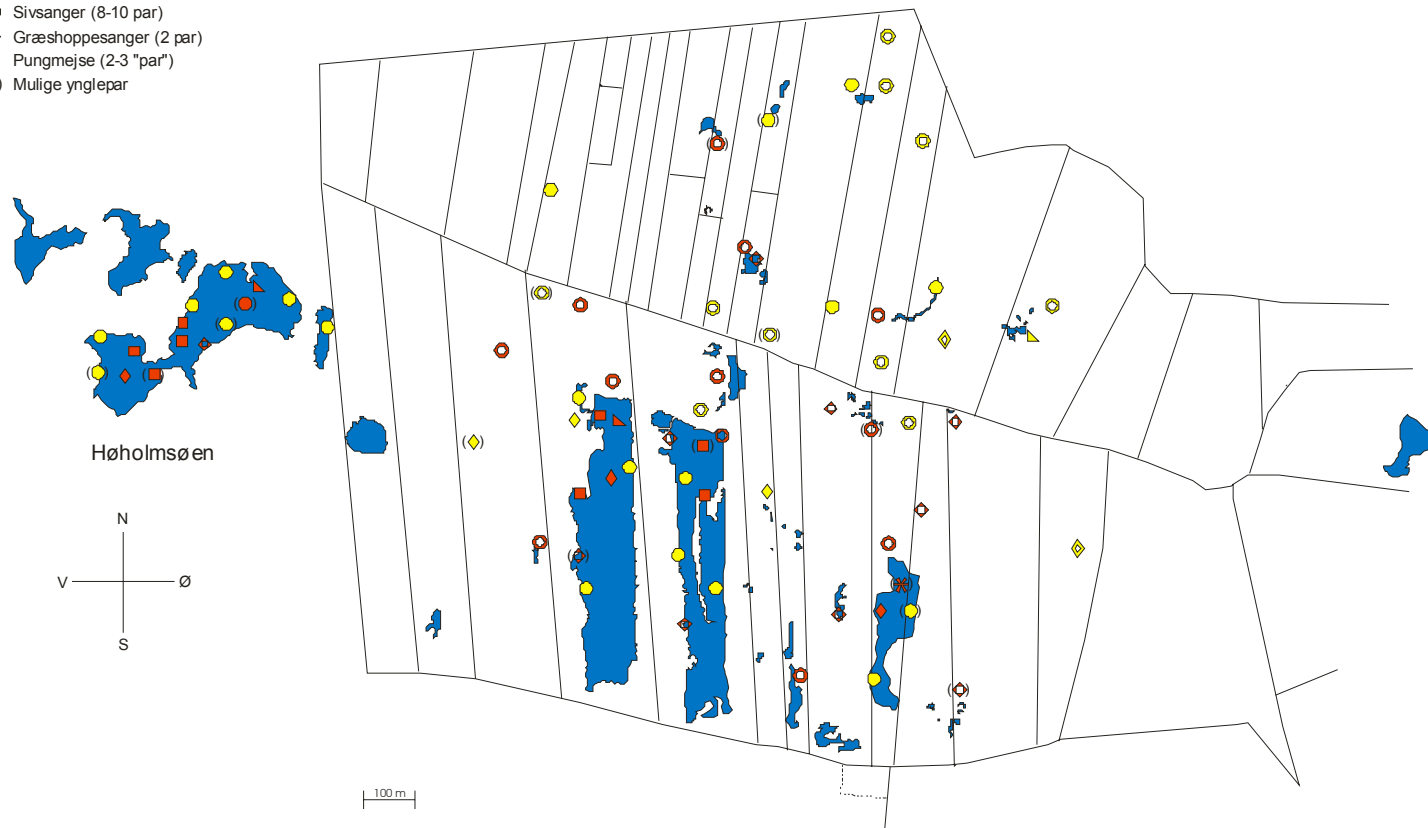 Sivsanger (8-10 par)
Græshoppesanger (2 par)
Pungmejse (2-3 "par")
) Mulige ynglepar
Høholmsøen
N
V Ø
S
100 m